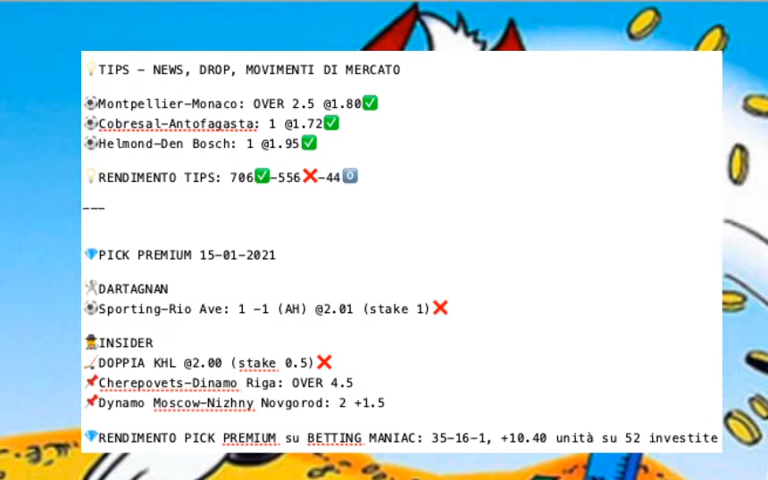 💡TIPS - NEWS, DROP, MOVIMENTI DI MERCATO
⚽Montpellier-Monaco: OVER 2.5 @1.80✅
⚽Cobresal-Antofagasta: 1 @1.72✅
⚽Helmond-Den Bosch: 1 @1.95✅
💡RENDIMENTO TIPS: 706✅-556❌-440️⃣
---
💎PICK PREMIUM 15-01-2021
🤺DARTAGNAN
⚽Sporting-Rio Ave: 1 -1 (AH) @2.01 (stake 1)❌
🕵️INSIDER
🏒DOPPIA KHL @2.00 (stake 0.5)❌
📌Cherepovets-Dinamo Riga: OVER 4.5
📌Dynamo Moscow-Nizhny Novgorod: 2 +1.5
💎RENDIMENTO PICK PREMIUM su BETTING MANIAC: 35-16-1, +10.40 unità su 52 investite